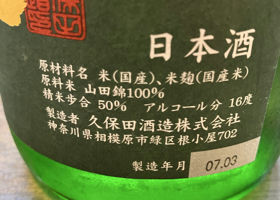 日本酒
原材料名 米(国産)、米麹(国産米)
原料米 山田錦100%
精米歩合 50% アルコール分 16度
製造者 久保田酒造株式会社
神奈川県相模原市緑区根小屋702
製造年月 07.03